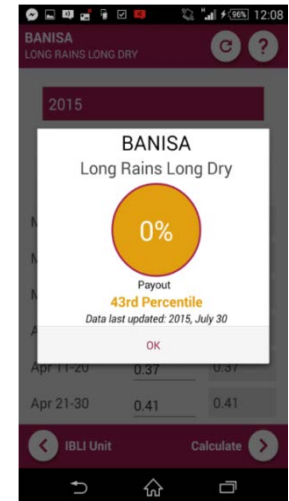 96% 12:08
BANISA
LONG RAINS LONG DRY
?
2015
BANISA
Long Rains Long Dry
0%
Payout
43rd Percentile
Data last updated: 2015, July 30
OK
Apr 11-20 0.37 0.37
Apr 21-30 0.41 0.41
IBLI Unit Calculate